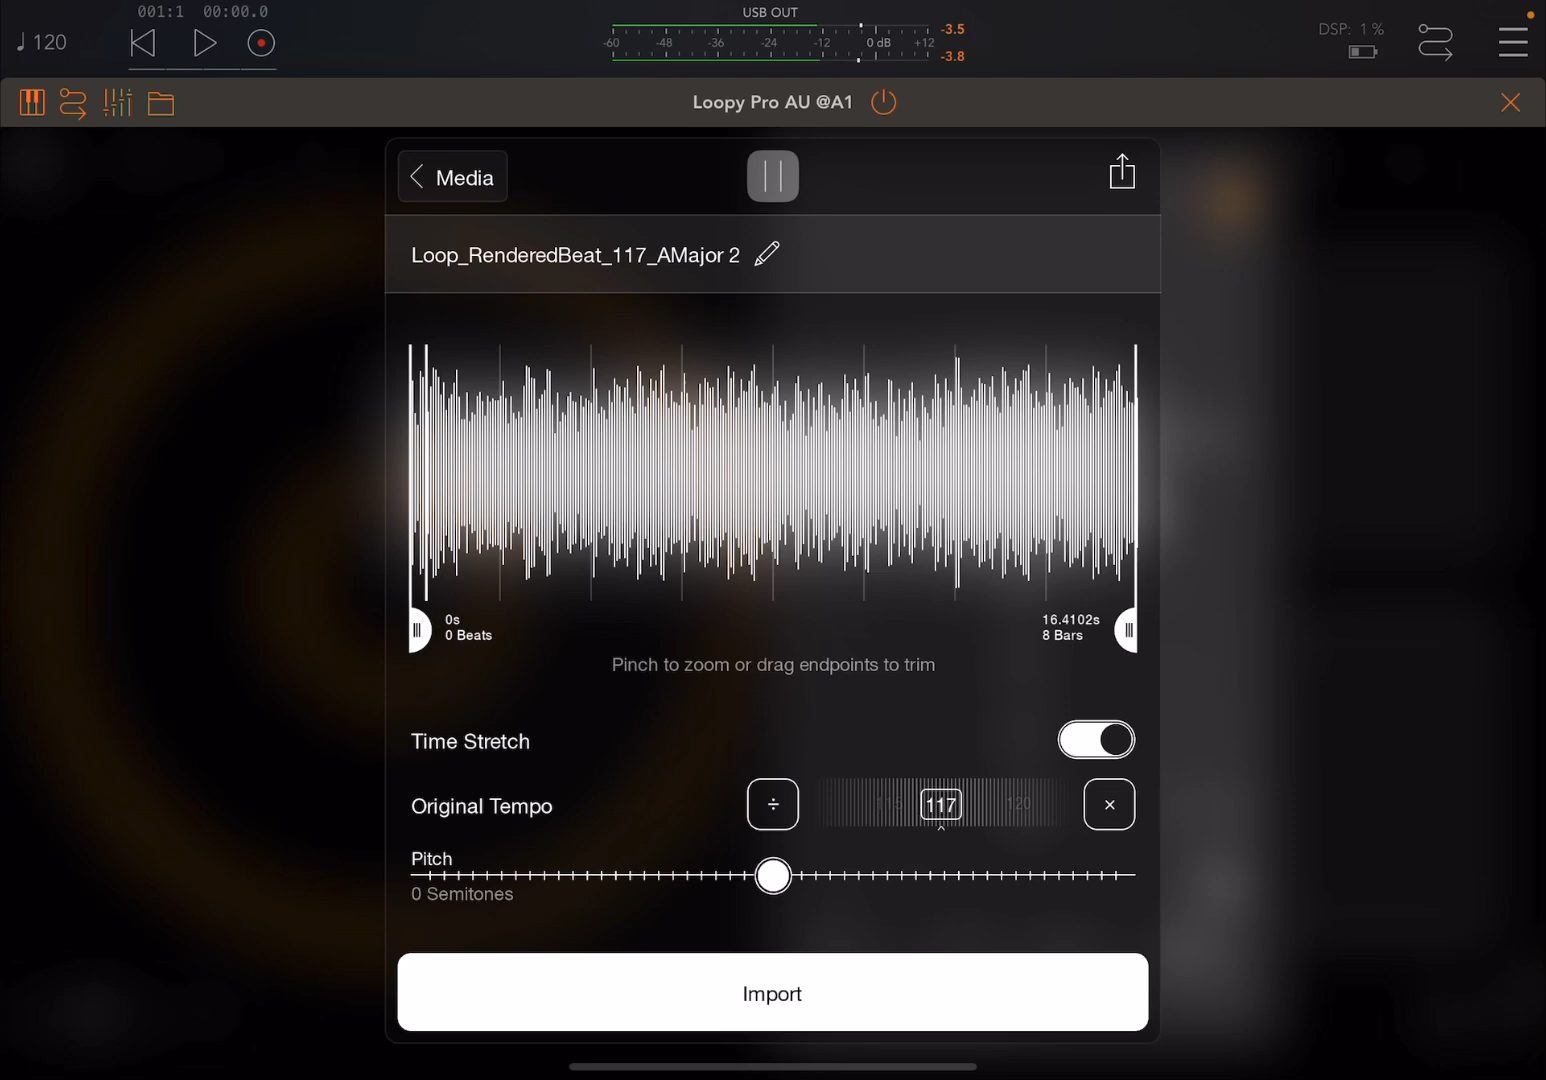 001:1 00:00.0
♩ 120
USB OUT
-60 -48 -36 -24 -12 0 dB +12
-3.5
-3.8
DSP: 1 %
Loopy Pro AU @A1
Media
Loop_RenderedBeat_117_AMajor 2
0s
0 Beats
16.4102s
8 Bars
Pinch to zoom or drag endpoints to trim
Time Stretch
Original Tempo
÷ 115 117 120 ×
Pitch
0 Semitones
Import